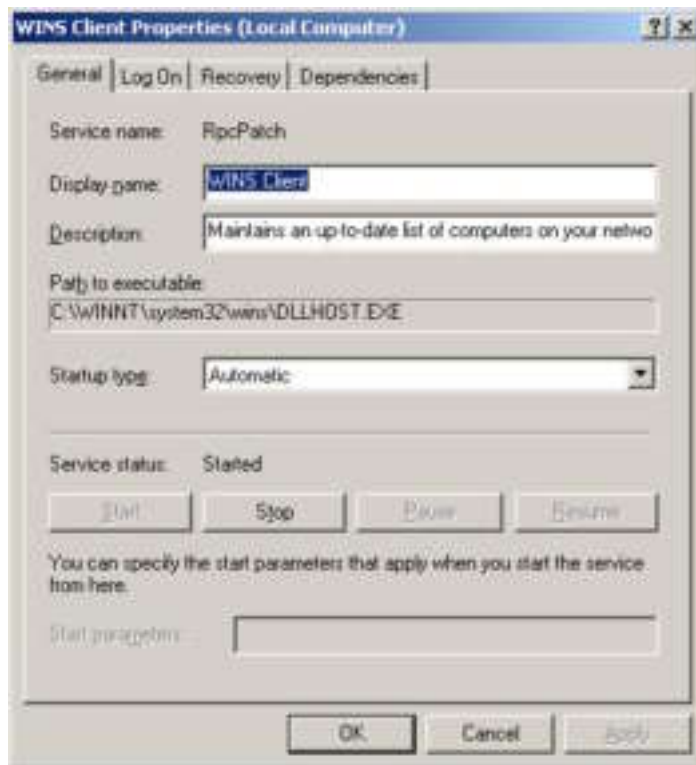 WINS Client Properties (Local Computer)
General Log On Recovery Dependencies
Service name: RpcPatch
Display name: WINS Client
Description: Maintains an up-to-date list of computers on your netwo
Path to executable:
C:\WINNT\system32\wins\DLLHOST.EXE
Startup type: Automatic
Service status: Started
Start Stop Pause Resume
You can specify the start parameters that apply when you start the service
from here.
Start parameters:
OK Cancel Apply